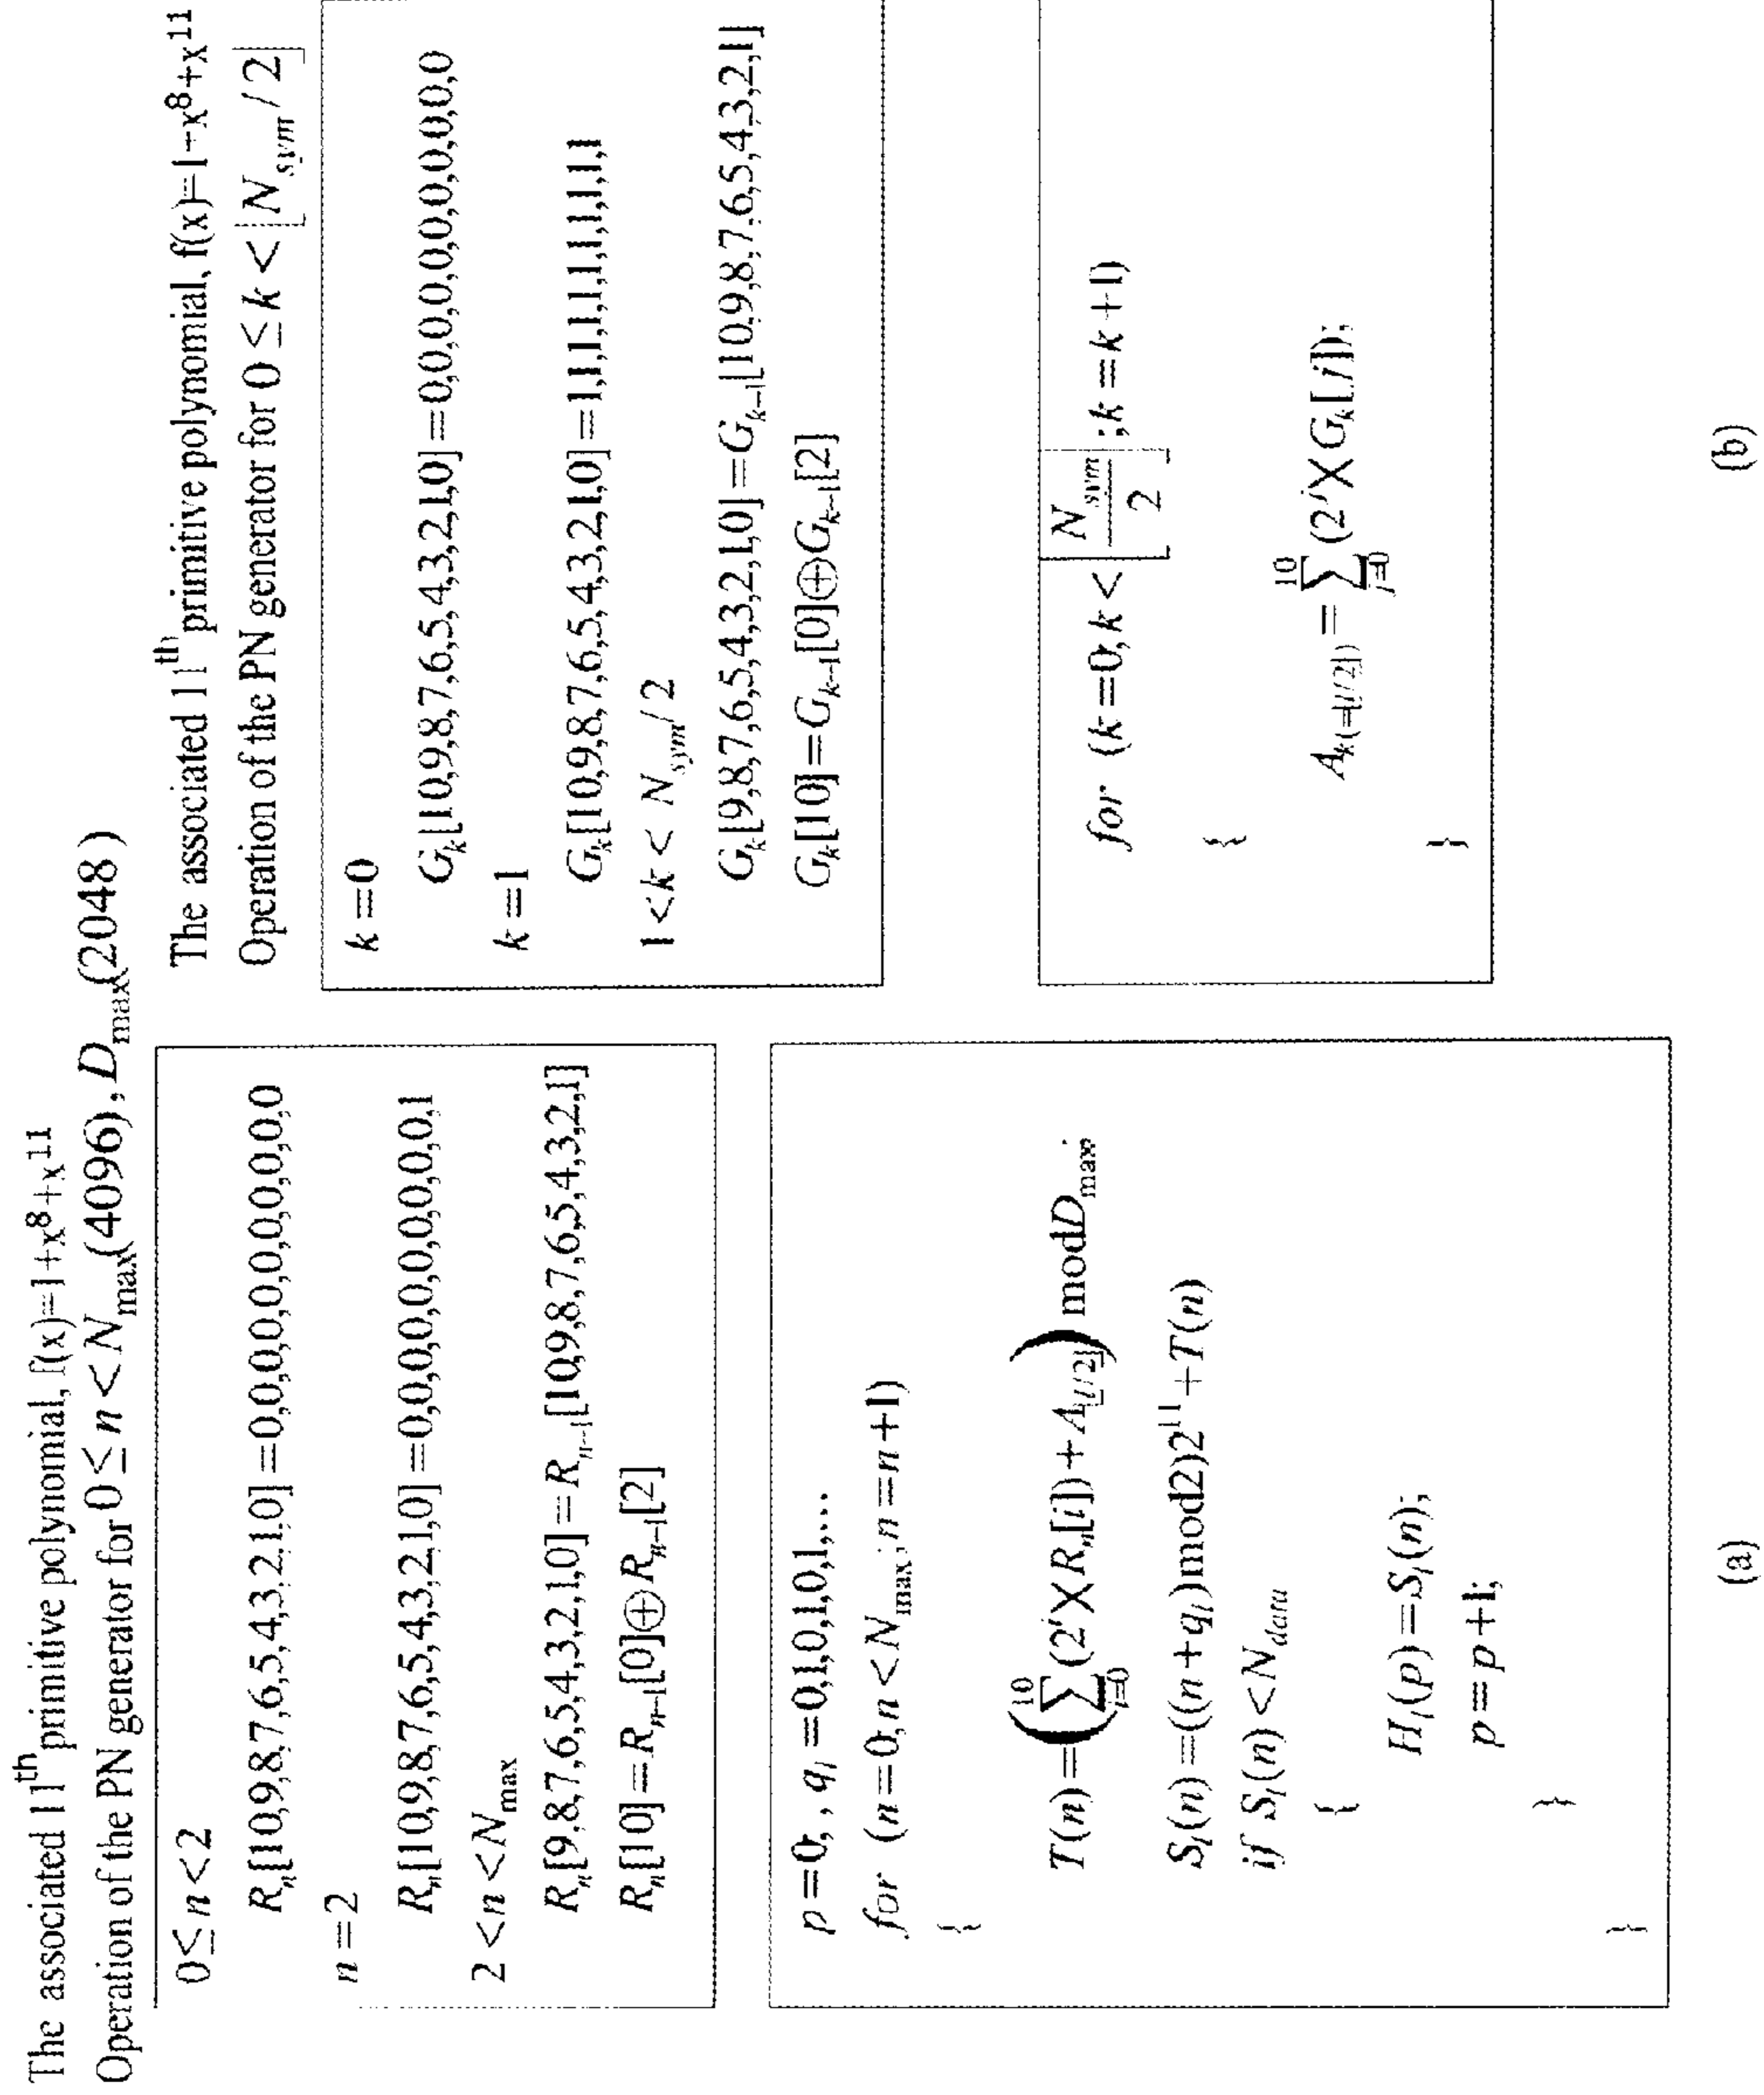 The associated 11th primitive polynomial, f(x)=1+x^8+x^11
Operation of the PN generator for 0≤n<N_max(4096), D_max(2048)
0≤n<2
R_n[10,9,8,7,6,5,4,3,2,1,0]=0,0,0,0,0,0,0,0,0,0,0
n=2
R_n[10,9,8,7,6,5,4,3,2,1,0]=0,0,0,0,0,0,0,0,0,0,1
2<n<N_max
R_n[9,8,7,6,5,4,3,2,1,0]=R_{n-1}[10,9,8,7,6,5,4,3,2,1]
R_n[10]=R_{n-1}[0]⊕R_{n-1}[2]
p=0; , q_l=0,1,0,1,0,1,0,1,...
for (n=0;n<N_max;n=n+1)
{
T(n)=(∑_{i=0}^{10}(2^i×R_n[i])+A_{⌊l/2⌋}) mod D_max;
S_l(n)=((n+q_l)mod2)2^11+T(n)
if S_l(n)<N_data
{
H_l(p)=S_l(n);
p=p+1;
}
}
(a)
The associated 11th primitive polynomial, f(x)=1+x^8+x^11
Operation of the PN generator for 0≤k<⌈N_sym/2⌉
k=0
G_k[10,9,8,7,6,5,4,3,2,1,0]=0,0,0,0,0,0,0,0,0,0,0
k=1
G_k[10,9,8,7,6,5,4,3,2,1,0]=1,1,1,1,1,1,1,1,1,1,1
1<k<N_sym/2
G_k[9,8,7,6,5,4,3,2,1,0]=G_{k-1}[10,9,8,7,6,5,4,3,2,1]
G_k[10]=G_{k-1}[0]⊕G_{k-1}[2]
for (k=0;k<⌈N_sym/2⌉;k=k+1)
{
A_{k(=⌊l/2⌋)}=∑_{j=0}^{10}(2^j×G_k[j]);
}
(b)